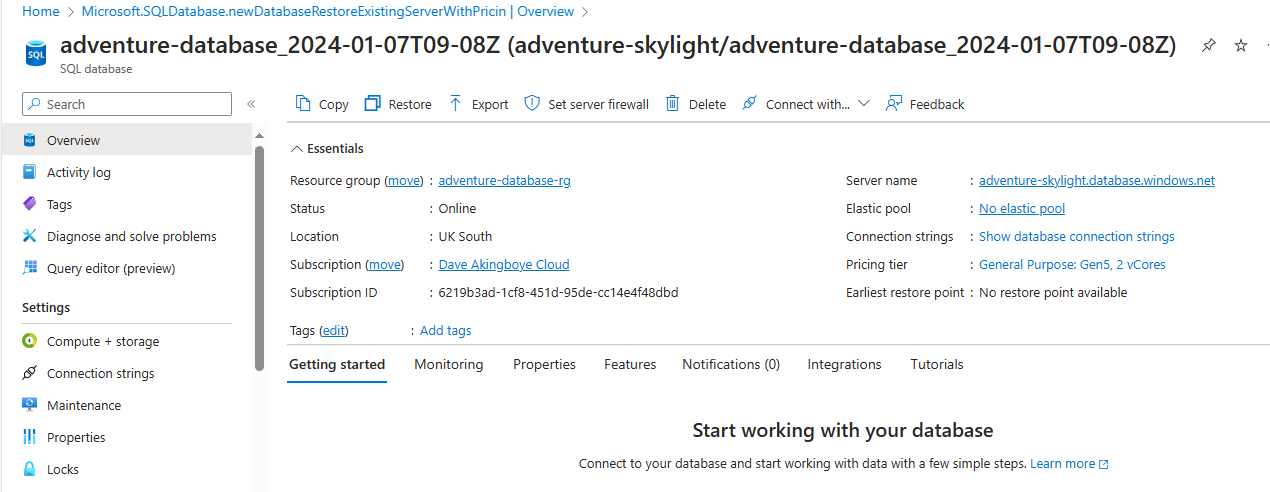 Home > Microsoft.SQLDatabase.newDatabaseRestoreExistingServerWithPricin | Overview >
adventure-database_2024-01-07T09-08Z (adventure-skylight/adventure-database_2024-01-07T09-08Z)
SQL database
Search
Overview
Activity log
Tags
Diagnose and solve problems
Query editor (preview)
Settings
Compute + storage
Connection strings
Maintenance
Properties
Locks
Copy Restore Export Set server firewall Delete Connect with... Feedback
Essentials
Resource group (move) : adventure-database-rg
Status : Online
Location : UK South
Subscription (move) : Dave Akingboye Cloud
Subscription ID : 6219b3ad-1cf8-451d-95de-cc14e4f48dbd
Server name : adventure-skylight.database.windows.net
Elastic pool : No elastic pool
Connection strings : Show database connection strings
Pricing tier : General Purpose: Gen5, 2 vCores
Earliest restore point : No restore point available
Tags (edit) : Add tags
Getting started Monitoring Properties Features Notifications (0) Integrations Tutorials
Start working with your database
Connect to your database and start working with data with a few simple steps. Learn more